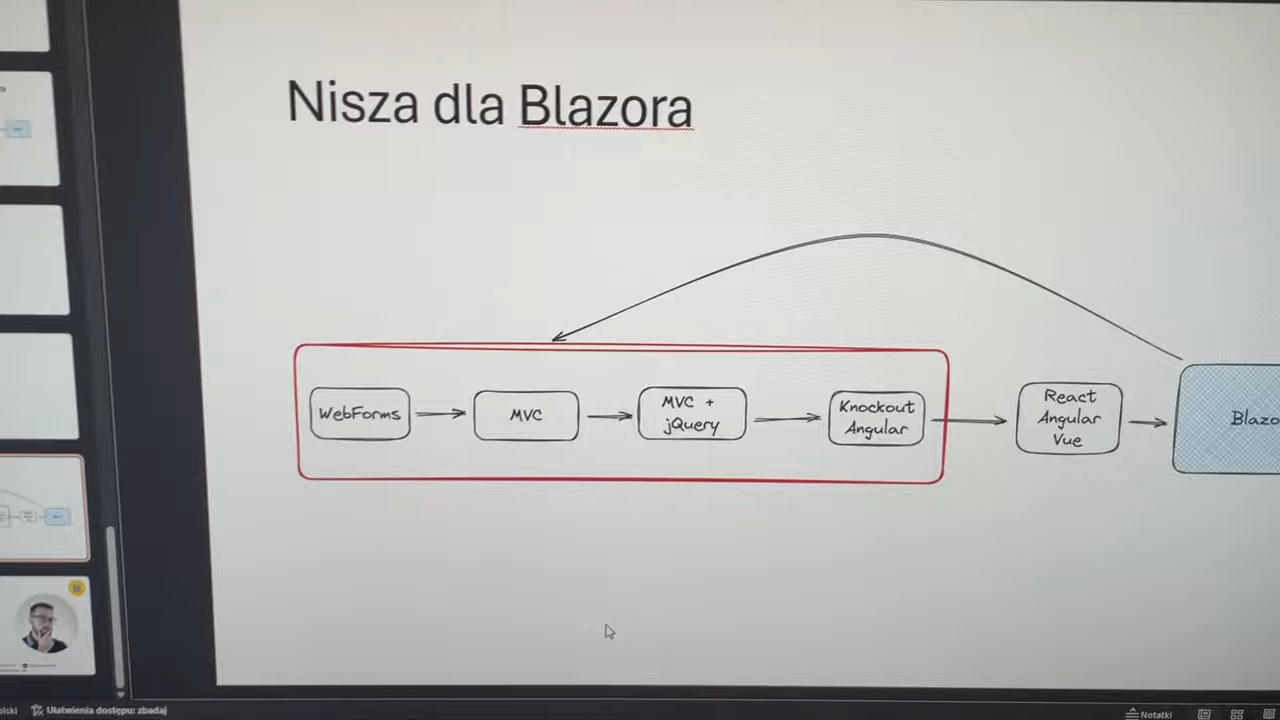 Nisza dla Blazora
WebForms
MVC
MVC +
jQuery
Knockout
Angular
React
Angular
Vue
Ułatwienia dostępu: zbadaj
Notatki